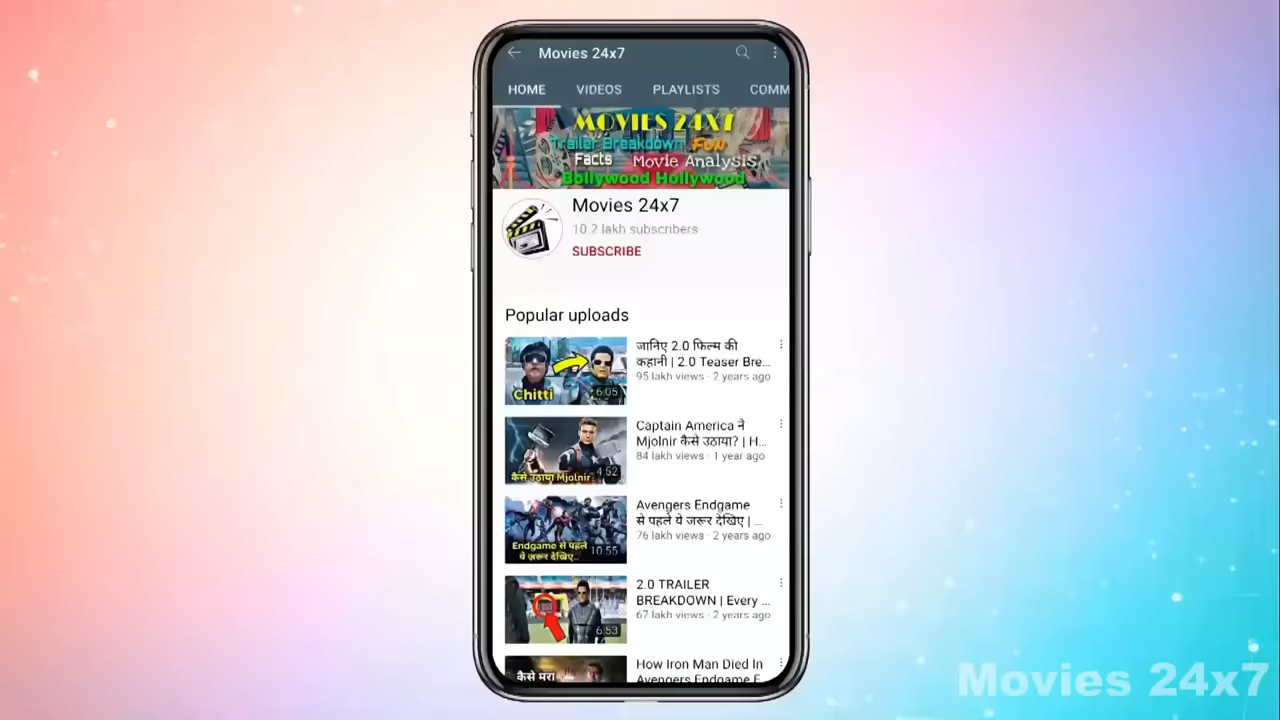 Movies 24x7
HOME VIDEOS PLAYLISTS COMM
MOVIES 24X7
Trailer Breakdown FUN
Facts Movie Analysis
Bollywood Hollywood
Movies 24x7
10.2 lakh subscribers
SUBSCRIBE
Popular uploads
Chitti
6:05
जानिए 2.0 फिल्म की
कहानी | 2.0 Teaser Bre...
95 lakh views · 2 years ago
कैसे उठाया Mjolnir
4:52
Captain America ने
Mjolnir कैसे उठाया? | H...
84 lakh views · 1 year ago
Endgame से पहले
ये ज़रूर देखिए..
10:55
Avengers Endgame
से पहले ये जरूर देखिए | ...
76 lakh views · 2 years ago
6:53
2.0 TRAILER
BREAKDOWN | Every ...
67 lakh views · 2 years ago
कैसे मरा
How Iron Man Died In
Avengers Endgame F
Movies 24x7